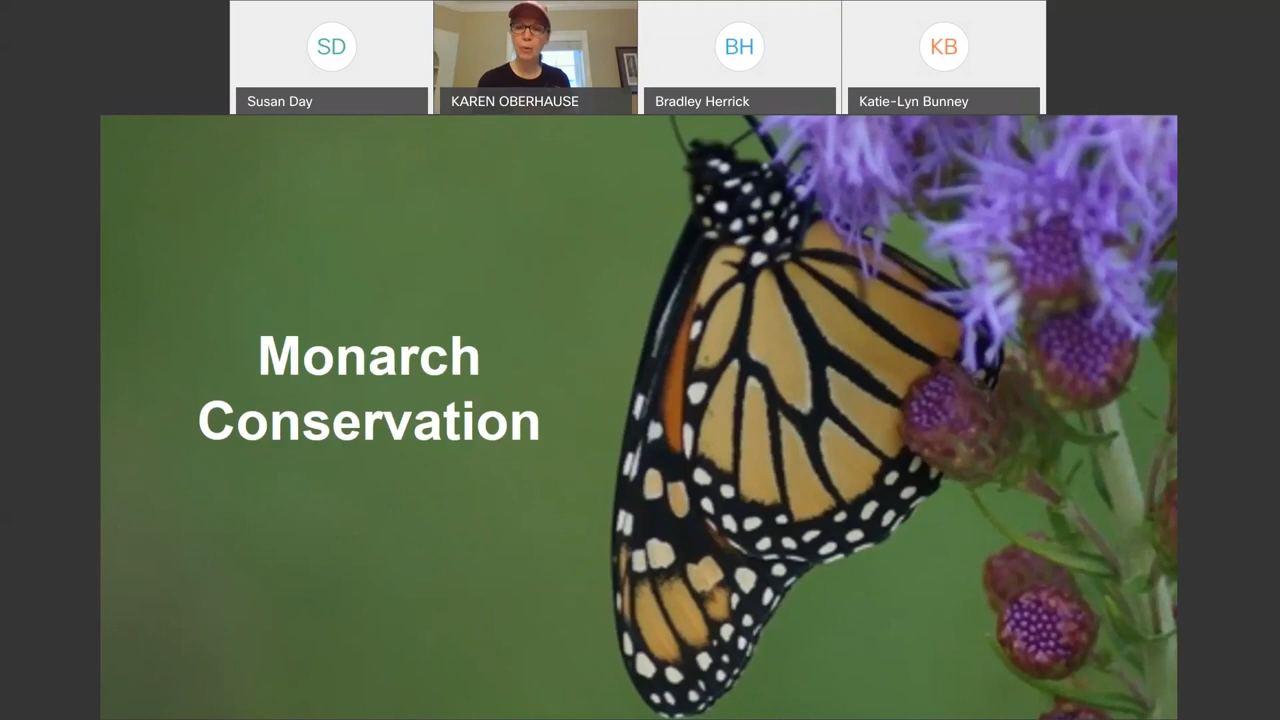 SD
BH
KB
Susan Day
KAREN OBERHAUSE
Bradley Herrick
Katie-Lyn Bunney
Monarch
Conservation